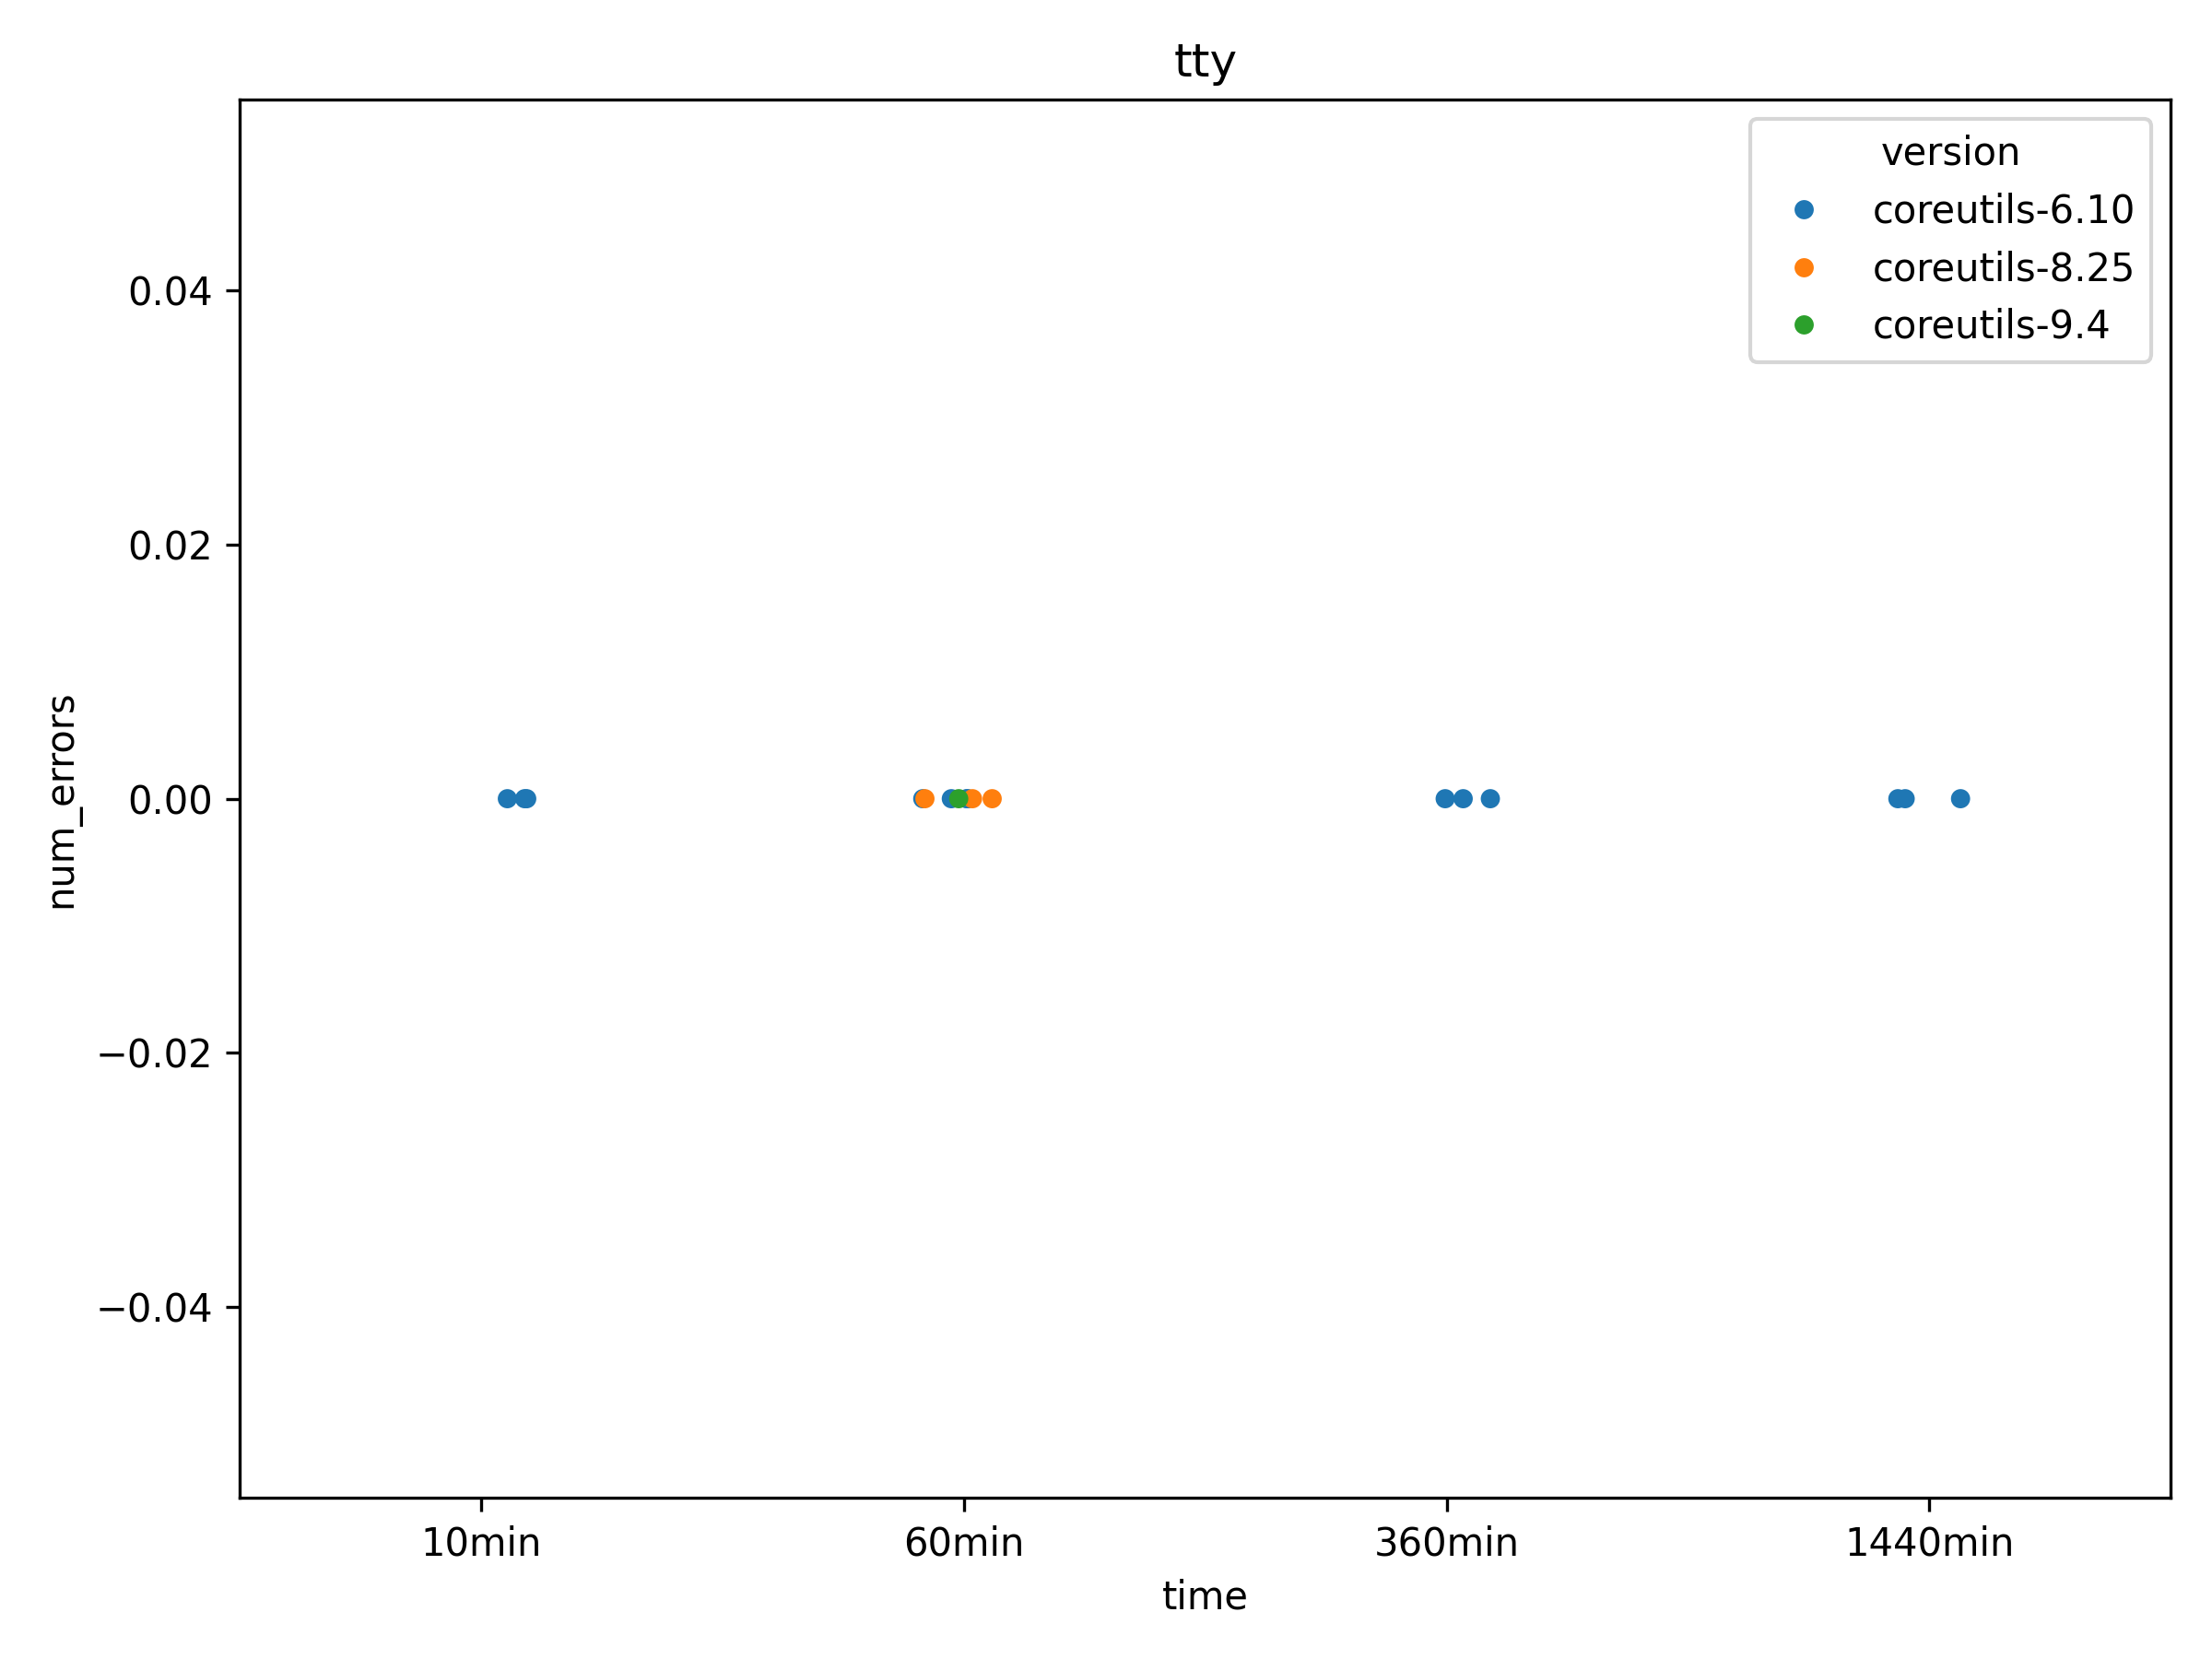 tty
version
coreutils-6.10
coreutils-8.25
coreutils-9.4
num_errors
0.04
0.02
0.00
−0.02
−0.04
10min
60min
360min
1440min
time